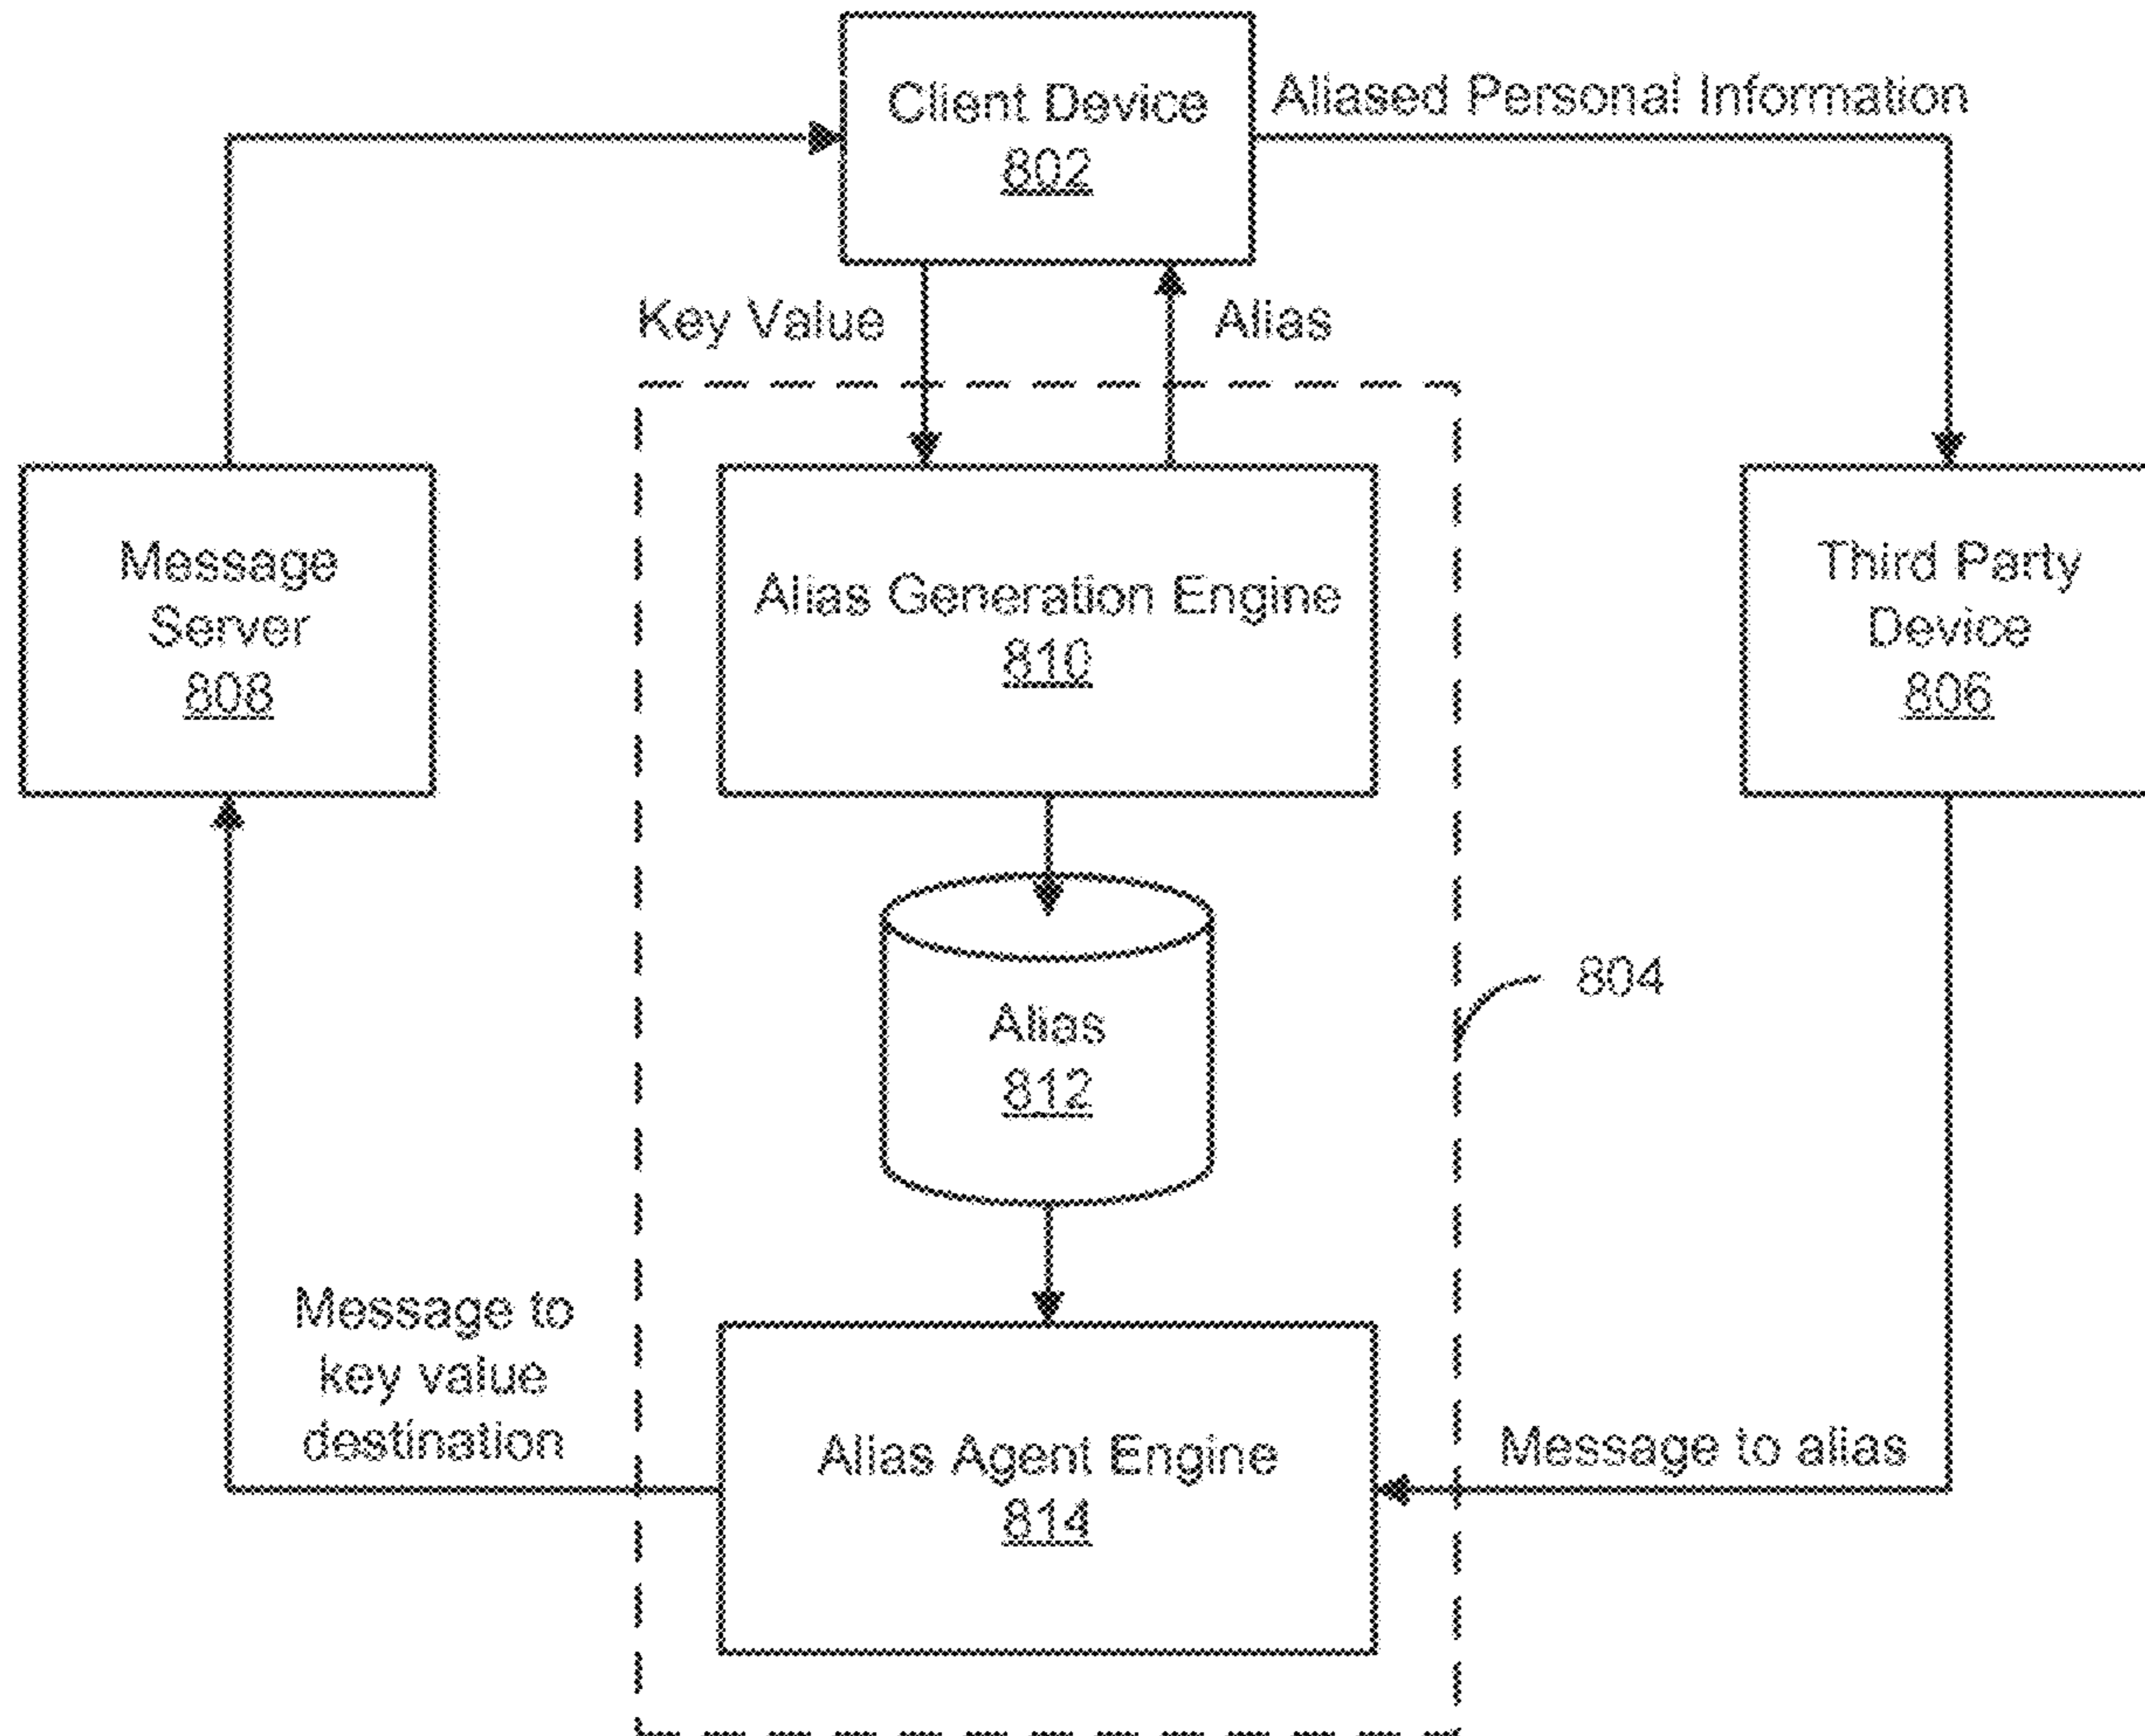 Client Device
802
Aliased Personal Information
Key Value
Alias
Message
Server
808
Alias Generation Engine
810
Third Party
Device
806
Alias
812
804
Message to
key value
destination
Alias Agent Engine
814
Message to alias